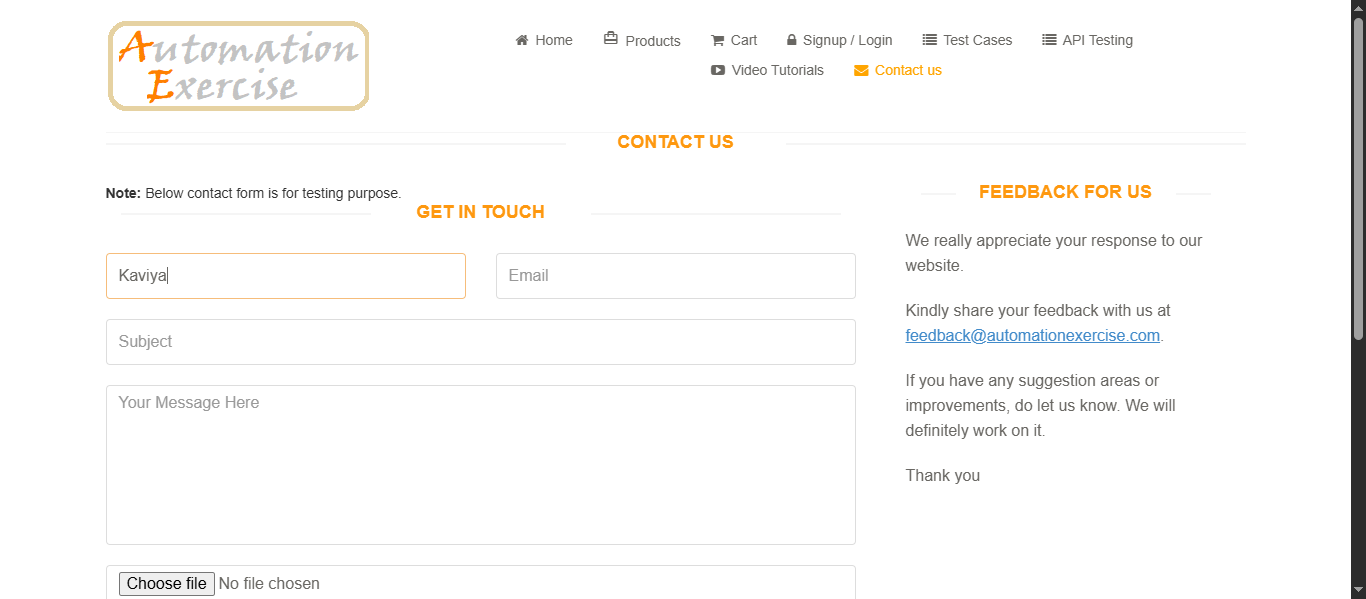 Automation
Exercise
Home Products Cart Signup / Login Test Cases API Testing
Video Tutorials Contact us
CONTACT US
Note: Below contact form is for testing purpose.
GET IN TOUCH
Kaviya
Email
Subject
Your Message Here
Choose file No file chosen
FEEDBACK FOR US
We really appreciate your response to our
website.
Kindly share your feedback with us at
feedback@automationexercise.com.
If you have any suggestion areas or
improvements, do let us know. We will
definitely work on it.
Thank you